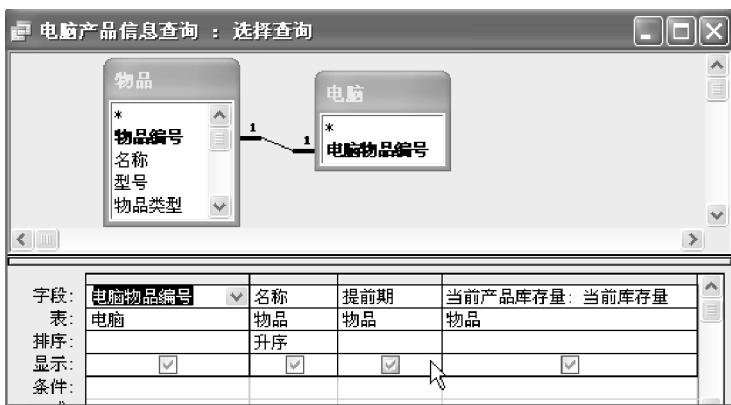 电脑产品信息查询 : 选择查询
物品
*
物品编号
名称
型号
物品类型
1
1
电脑
*
电脑物品编号
字段: 电脑物品编号 名称 提前期 当前产品库存量: 当前库存量
表: 电脑 物品 物品 物品
排序: 升序
显示:
条件: